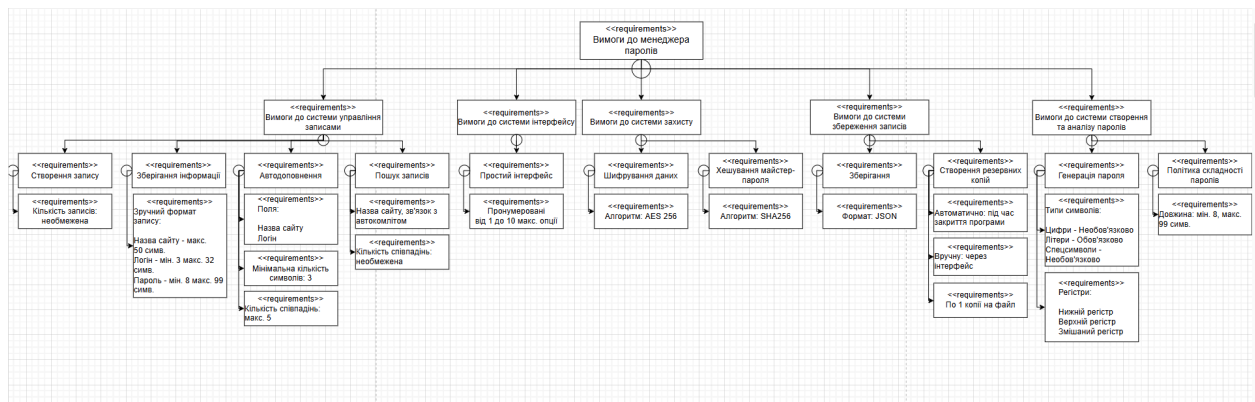 <<requirements>>
Вимоги до менеджера
паролів
<<requirements>>
Вимоги до системи управління
записами
<<requirements>>
Вимоги до системи інтерфейсу
<<requirements>>
Вимоги до системи захисту
<<requirements>>
Вимоги до системи
збереження записів
<<requirements>>
Вимоги до системи створення
та аналізу паролів
<<requirements>>
Створення запису
<<requirements>>
Зберігання інформації
<<requirements>>
Автодоповнення
<<requirements>>
Пошук записів
<<requirements>>
Простий інтерфейс
<<requirements>>
Шифрування даних
<<requirements>>
Хешування майстер-
пароля
<<requirements>>
Зберігання
<<requirements>>
Створення резервних
копій
<<requirements>>
Генерація пароля
<<requirements>>
Політика складності
паролів
<<requirements>>
Кількість записів:
необмежена
<<requirements>>
Зручний формат
запису:
Назва сайту - макс.
50 симв.
Логін - мін. 3 макс. 32
симв.
Пароль - мін. 8 макс. 99
симв.
<<requirements>>
Поля:
Назва сайту
Логін
<<requirements>>
Мінімальна кількість
символів: 3
<<requirements>>
Кількість співпадінь:
макс. 5
<<requirements>>
Назва сайту, зв'язок з
автокомплітом
<<requirements>>
Кількість співпадінь:
необмежена
<<requirements>>
Пронумеровані
від 1 до 10 макс. опції
<<requirements>>
Алгоритм: AES 256
<<requirements>>
Алгоритм: SHA256
<<requirements>>
Формат: JSON
<<requirements>>
Автоматично: під час
закриття програми
<<requirements>>
Вручну: через
інтерфейс
<<requirements>>
По 1 копії на файл
<<requirements>>
Типи символів:
Цифри - Необов'язково
Літери - Обов'язково
Спецсимволи -
Необов'язково
<<requirements>>
Регістри:
Нижній регістр
Верхній регістр
Змішаний регістр
<<requirements>>
Довжина: мін. 8, макс.
99 симв.